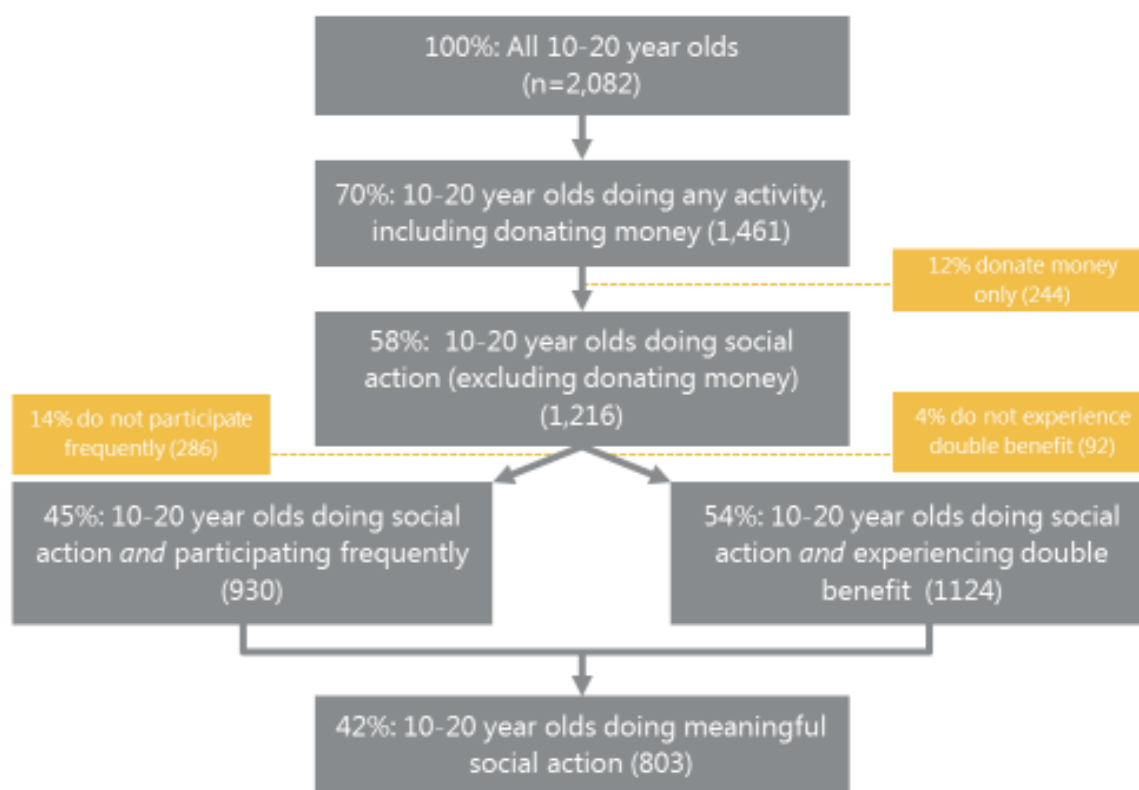 100%: All 10-20 year olds
(n=2,082)
70%: 10-20 year olds doing any activity,
including donating money (1,461)
12% donate money
only (244)
58%:  10-20 year olds doing social
action (excluding donating money)
(1,216)
14% do not participate
frequently (286)
4% do not experience
double benefit (92)
45%: 10-20 year olds doing social
action and participating frequently
(930)
54%: 10-20 year olds doing social
action and experiencing double
benefit  (1124)
42%: 10-20 year olds doing meaningful
social action (803)